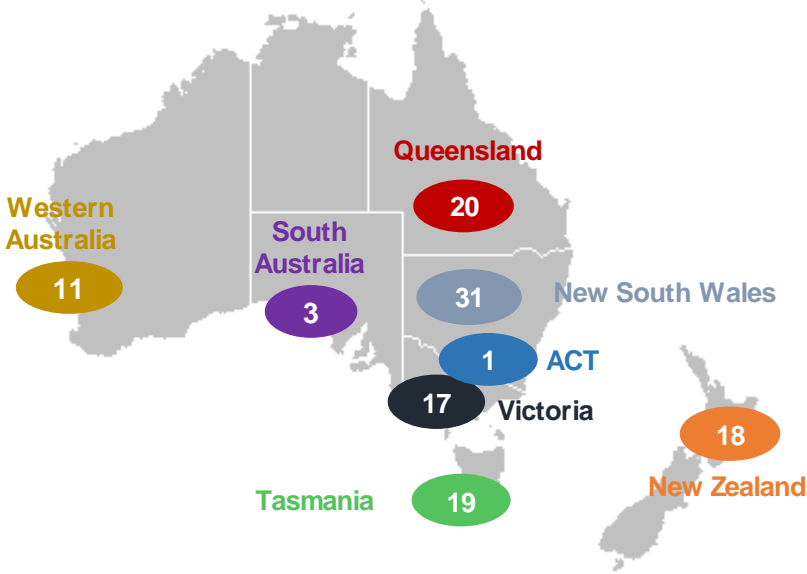 Queensland
20
Western
Australia
11
South
Australia
3
31
New South Wales
1
ACT
17
Victoria
18
New Zealand
Tasmania
19